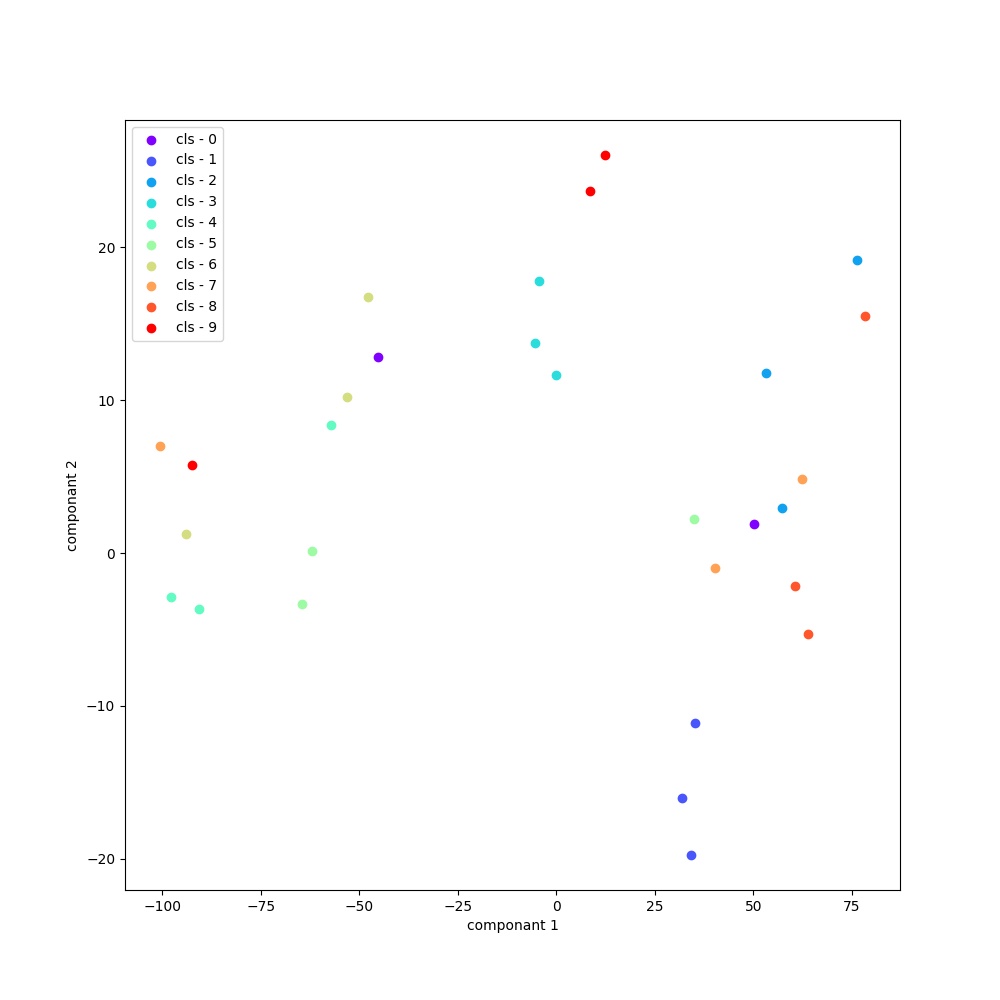 cls - 0
cls - 1
cls - 2
cls - 3
cls - 4
cls - 5
cls - 6
cls - 7
cls - 8
cls - 9
20
10
0
−10
−20
componant 2
−100
−75
−50
−25
0
25
50
75
componant 1